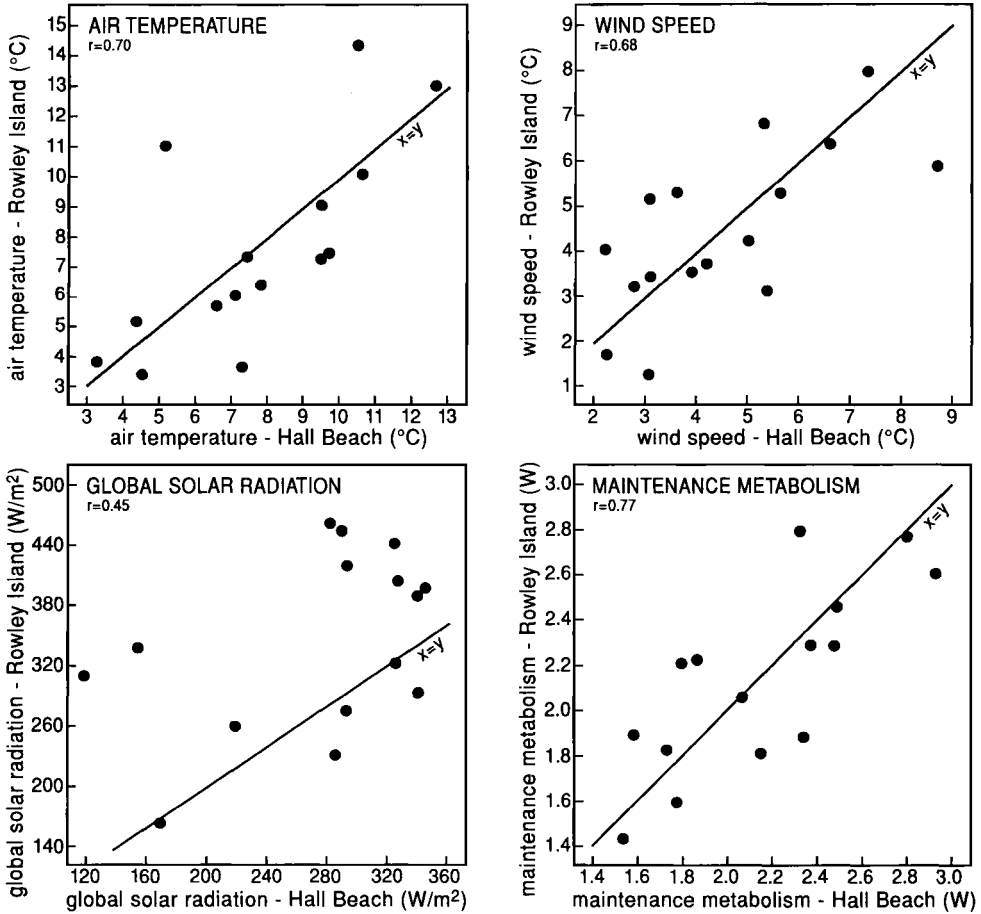 AIR TEMPERATURE
r=0.70
air temperature - Rowley Island (°C)
15
14
13
12
11
10
9
8
7
6
5
4
3
x=y
3 4 5 6 7 8 9 10 11 12 13
air temperature - Hall Beach (°C)
WIND SPEED
r=0.68
wind speed - Rowley Island (°C)
9
8
7
6
5
4
3
2
1
x=y
2 3 4 5 6 7 8 9
wind speed - Hall Beach (°C)
GLOBAL SOLAR RADIATION
r=0.45
global solar radiation - Rowley Island (W/m²)
500
440
380
320
260
200
140
x=y
120 160 200 240 280 320 360
global solar radiation - Hall Beach (W/m²)
MAINTENANCE METABOLISM
r=0.77
maintenance metabolism - Rowley Island (W)
3.0
2.8
2.6
2.4
2.2
2.0
1.8
1.6
1.4
x=y
1.4 1.6 1.8 2.0 2.2 2.4 2.6 2.8 3.0
maintenance metabolism - Hall Beach (W)